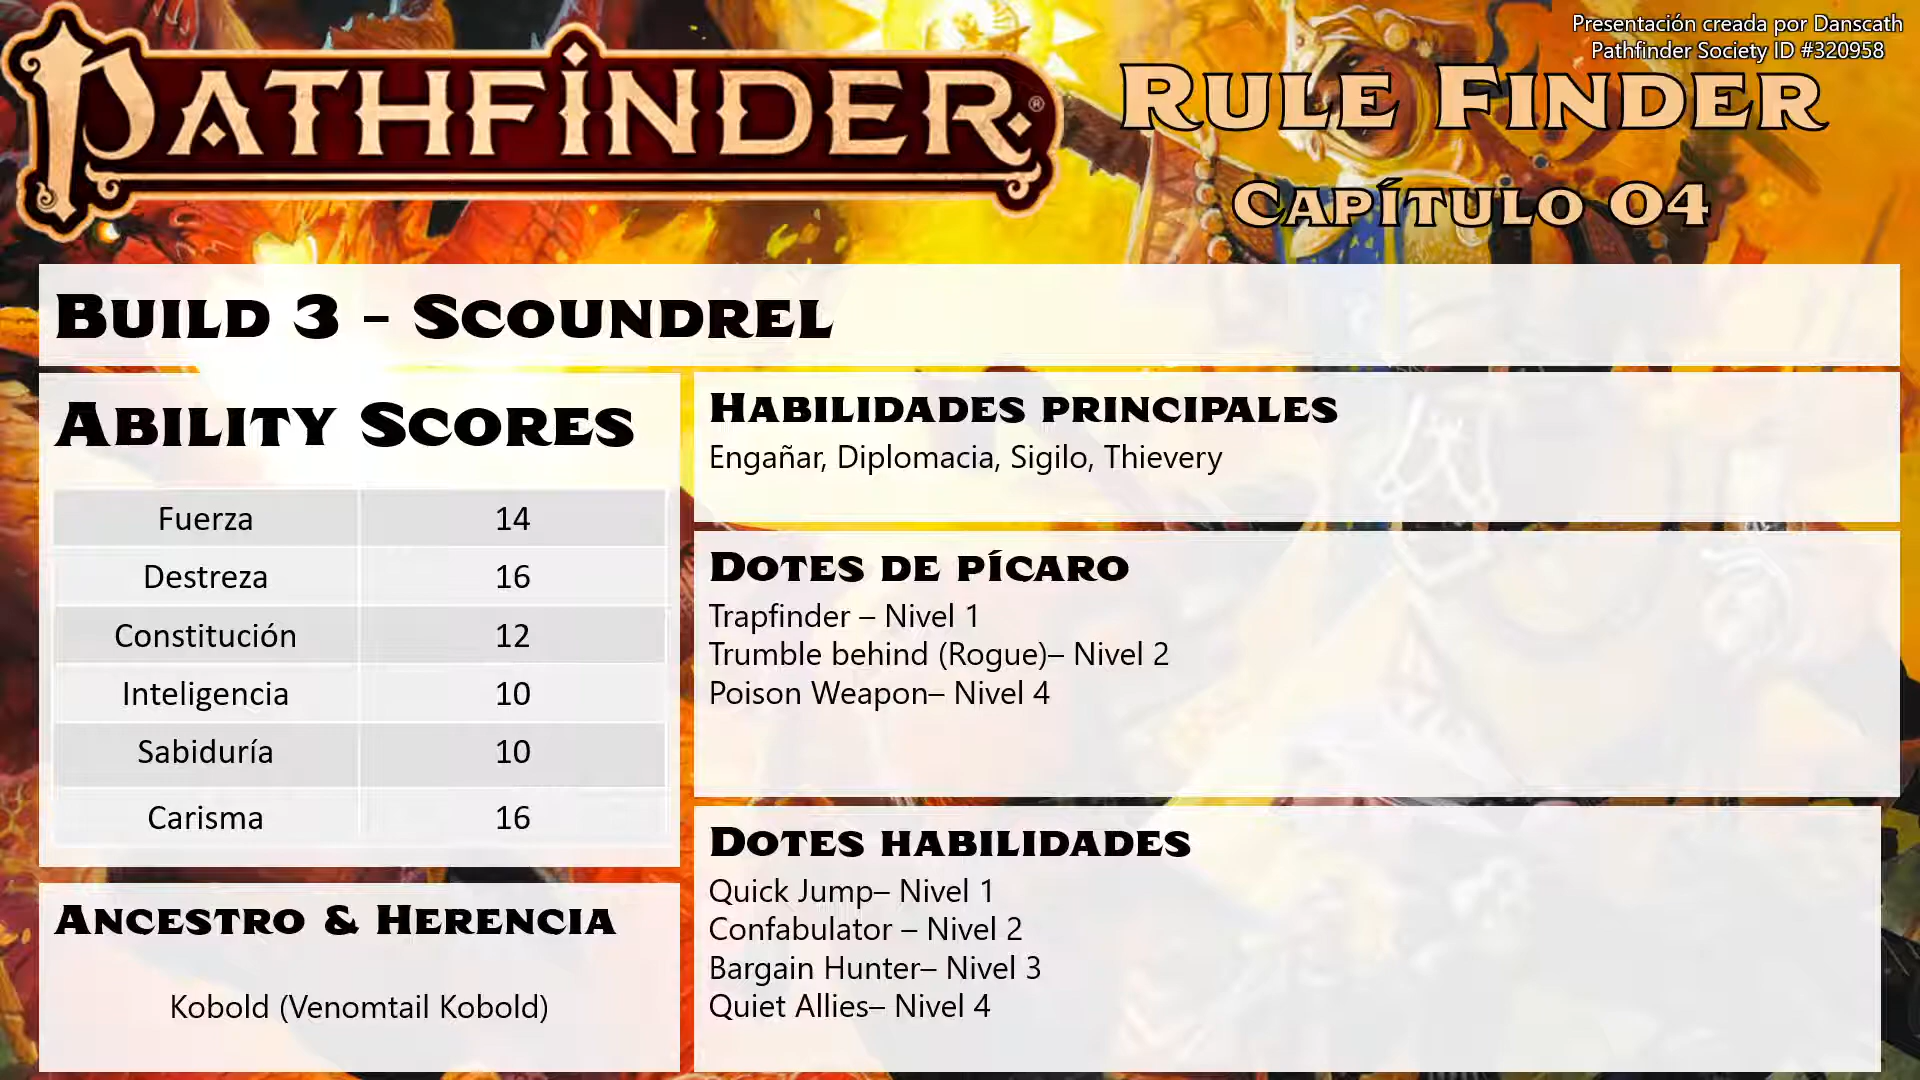 Presentación creada por Danscath
Pathfinder Society ID #320958
PATHFINDER®
RULE FINDER
CAPÍTULO 04
BUILD 3 – SCOUNDREL
ABILITY SCORES
Fuerza 14
Destreza 16
Constitución 12
Inteligencia 10
Sabiduría 10
Carisma 16
ANCESTRO & HERENCIA
Kobold (Venomtail Kobold)
HABILIDADES PRINCIPALES
Engañar, Diplomacia, Sigilo, Thievery
DOTES DE PÍCARO
Trapfinder – Nivel 1
Trumble behind (Rogue)– Nivel 2
Poison Weapon– Nivel 4
DOTES HABILIDADES
Quick Jump– Nivel 1
Confabulator – Nivel 2
Bargain Hunter– Nivel 3
Quiet Allies– Nivel 4